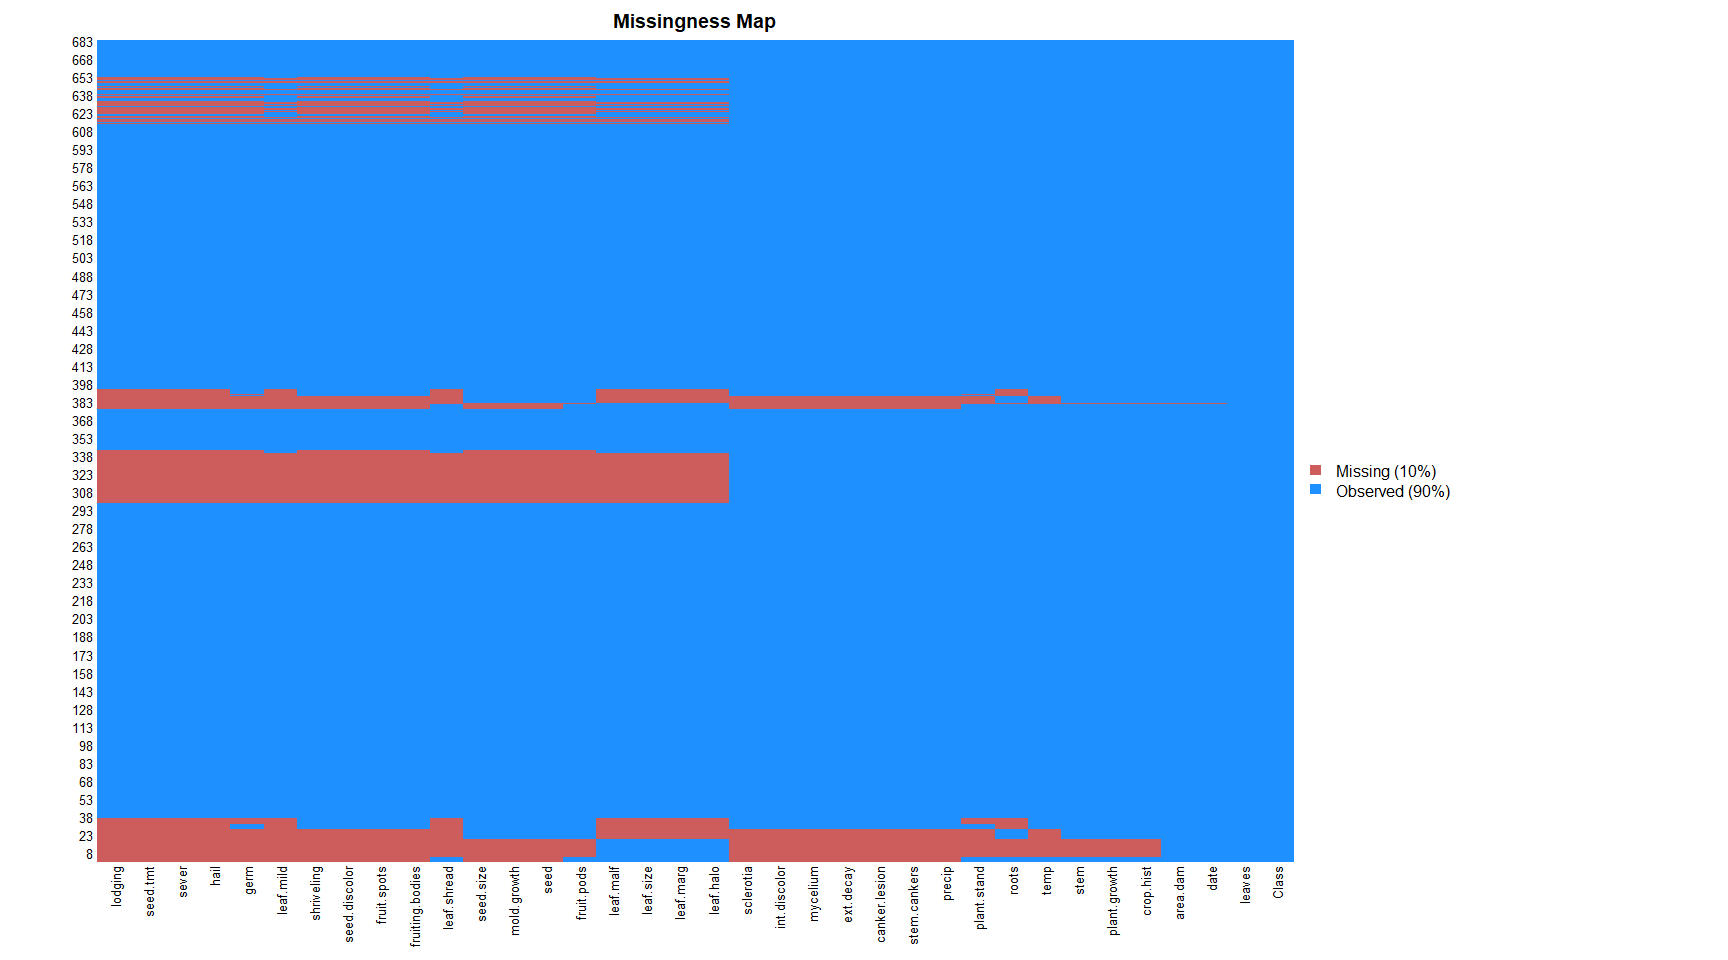 Missingness Map
683
668
653
638
623
608
593
578
563
548
533
518
503
488
473
458
443
428
413
398
383
368
353
338
323
308
293
278
263
248
233
218
203
188
173
158
143
128
113
98
83
68
53
38
23
8
Missing (10%)
Observed (90%)
lodging
seed.tmt
sever
hail
germ
leaf.mild
shriveling
seed.discolor
fruit.spots
fruiting.bodies
leaf.shread
seed.size
mold.growth
seed
fruit.pods
leaf.malf
leaf.size
leaf.marg
leaf.halo
sclerotia
int.discolor
mycelium
ext.decay
canker.lesion
stem.cankers
precip
plant.stand
roots
temp
stem
plant.growth
crop.hist
area.dam
date
leaves
Class